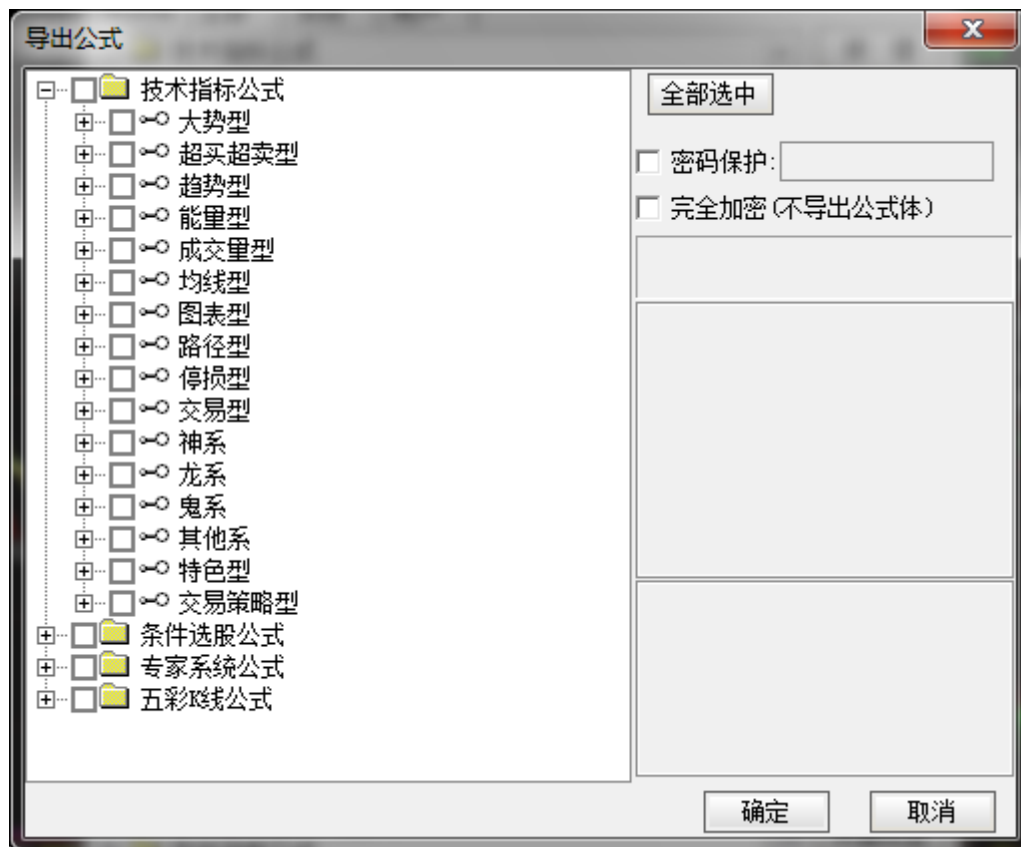 导出公式
技术指标公式
大势型
超买超卖型
趋势型
能量型
成交量型
均线型
图表型
路径型
停损型
交易型
神系
龙系
鬼系
其他系
特色型
交易策略型
条件选股公式
专家系统公式
五彩K线公式
全部选中
密码保护:
完全加密(不导出公式体)
确定
取消